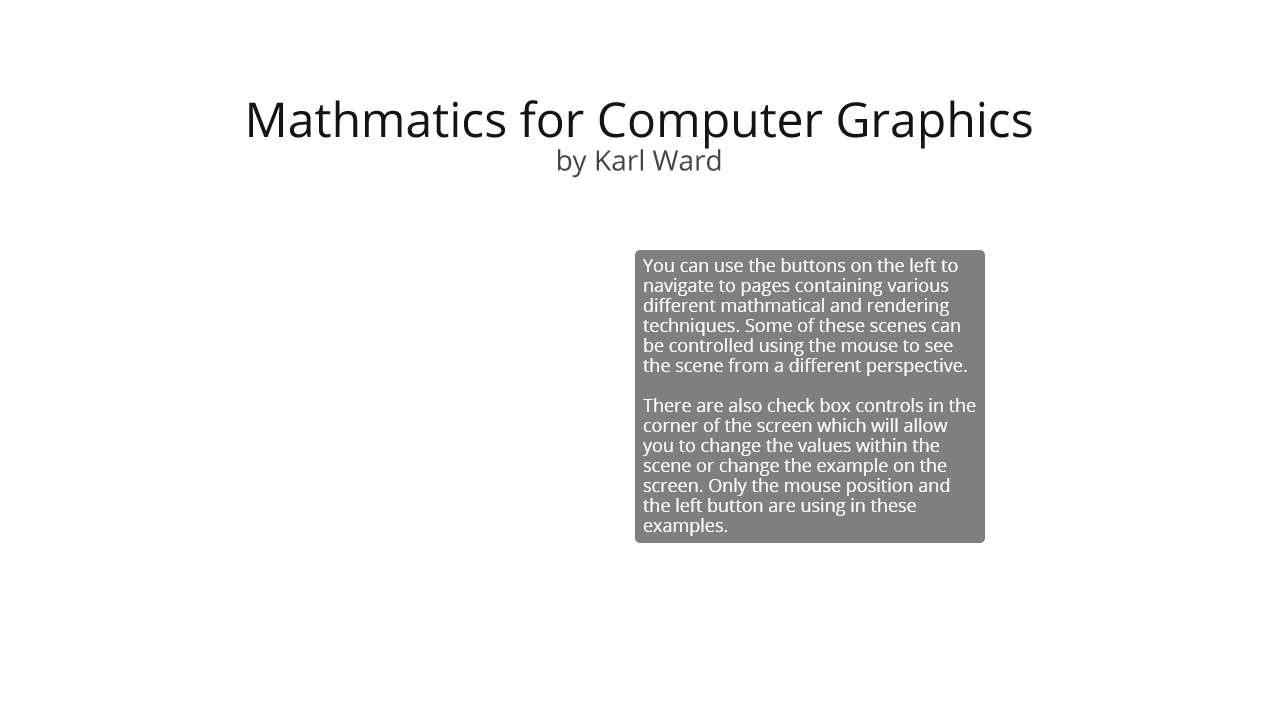 Mathmatics for Computer Graphics
by Karl Ward
You can use the buttons on the left to
navigate to pages containing various
different mathmatical and rendering
techniques. Some of these scenes can
be controlled using the mouse to see
the scene from a different perspective.
There are also check box controls in the
corner of the screen which will allow
you to change the values within the
scene or change the example on the
screen. Only the mouse position and
the left button are using in these
examples.